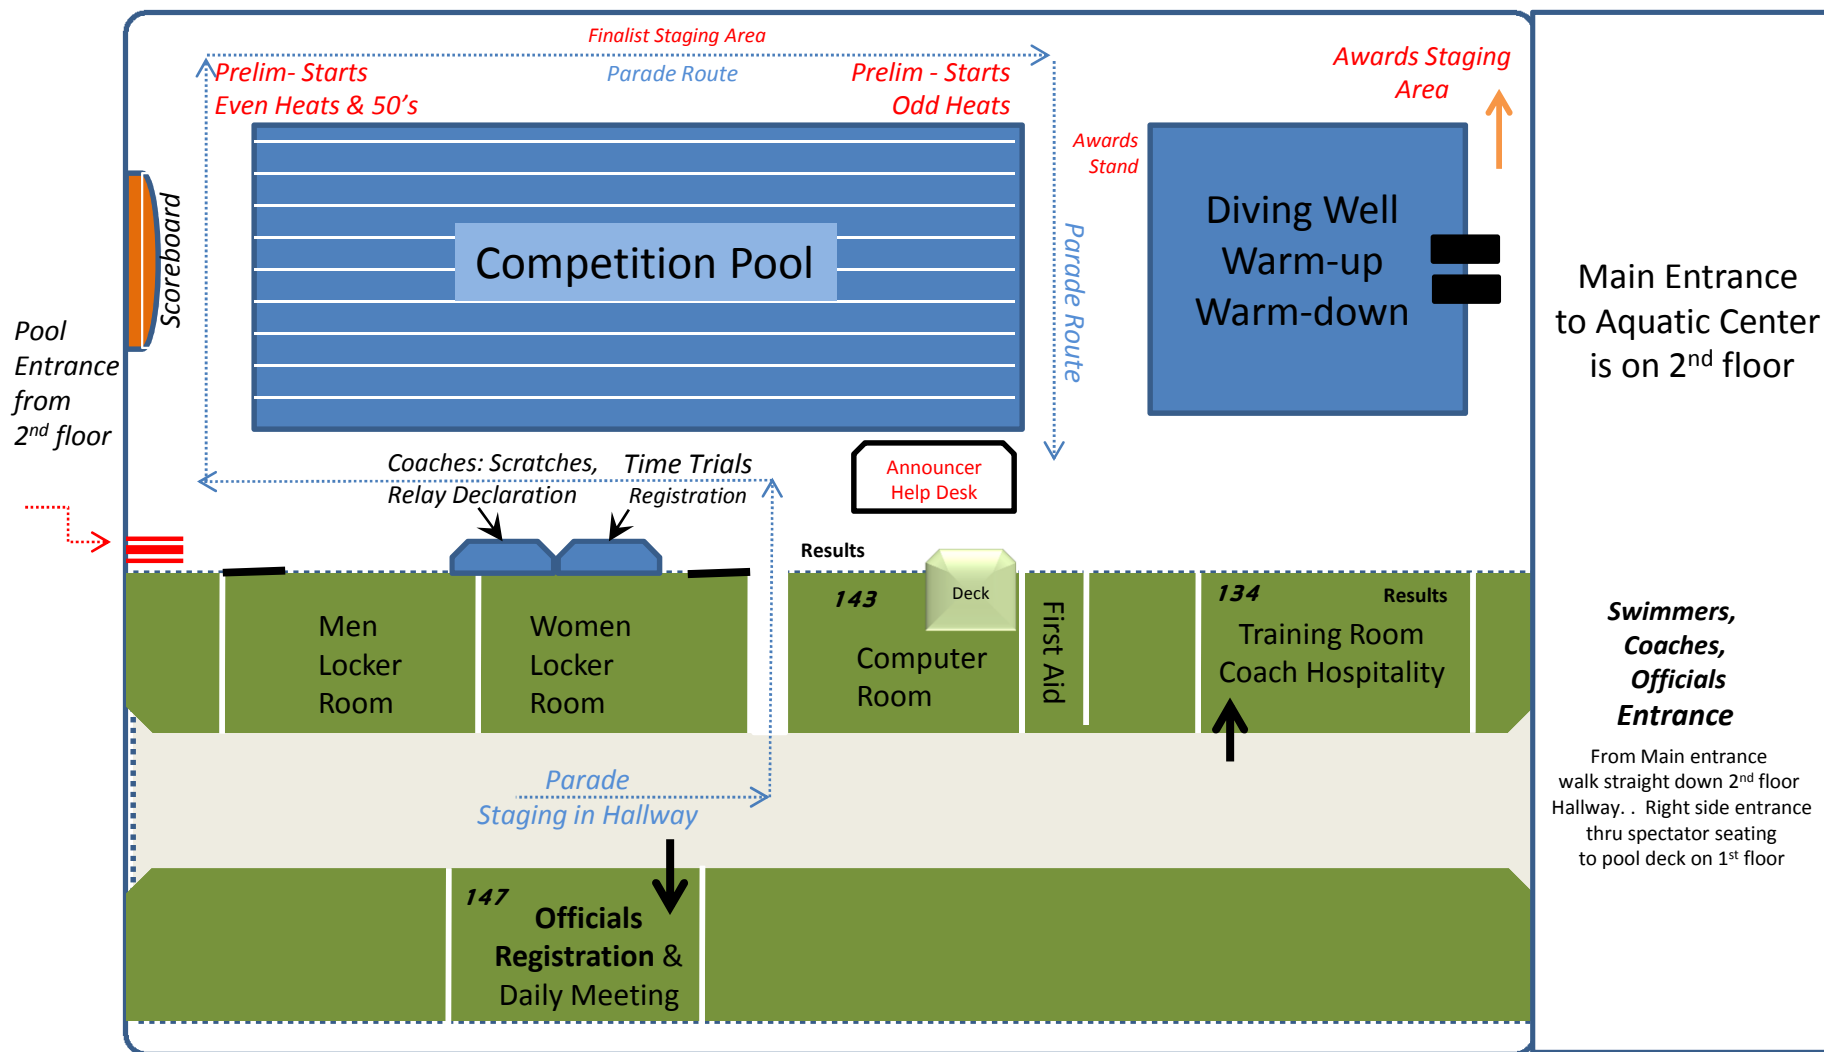 Finalist Staging Area
Prelim- Starts
Even Heats & 50's
Parade Route
Prelim - Starts
Odd Heats
Awards Staging
Area
Awards
Stand
Scoreboard
Competition Pool
Parade Route
Diving Well
Warm-up
Warm-down
Main Entrance
to Aquatic Center
is on 2nd floor
Pool
Entrance
from
2nd floor
Coaches: Scratches,
Relay Declaration
Time Trials
Registration
Announcer
Help Desk
Results
Men
Locker
Room
Women
Locker
Room
143
Deck
Computer
Room
First Aid
134
Results
Training Room
Coach Hospitality
Swimmers,
Coaches,
Officials
Entrance
From Main entrance
walk straight down 2nd floor
Hallway. . Right side entrance
thru spectator seating
to pool deck on 1st floor
Parade
Staging in Hallway
147
Officials
Registration &
Daily Meeting